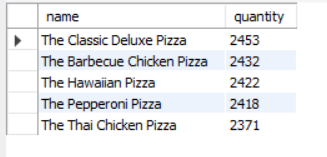 name quantity
The Classic Deluxe Pizza 2453
The Barbecue Chicken Pizza 2432
The Hawaiian Pizza 2422
The Pepperoni Pizza 2418
The Thai Chicken Pizza 2371